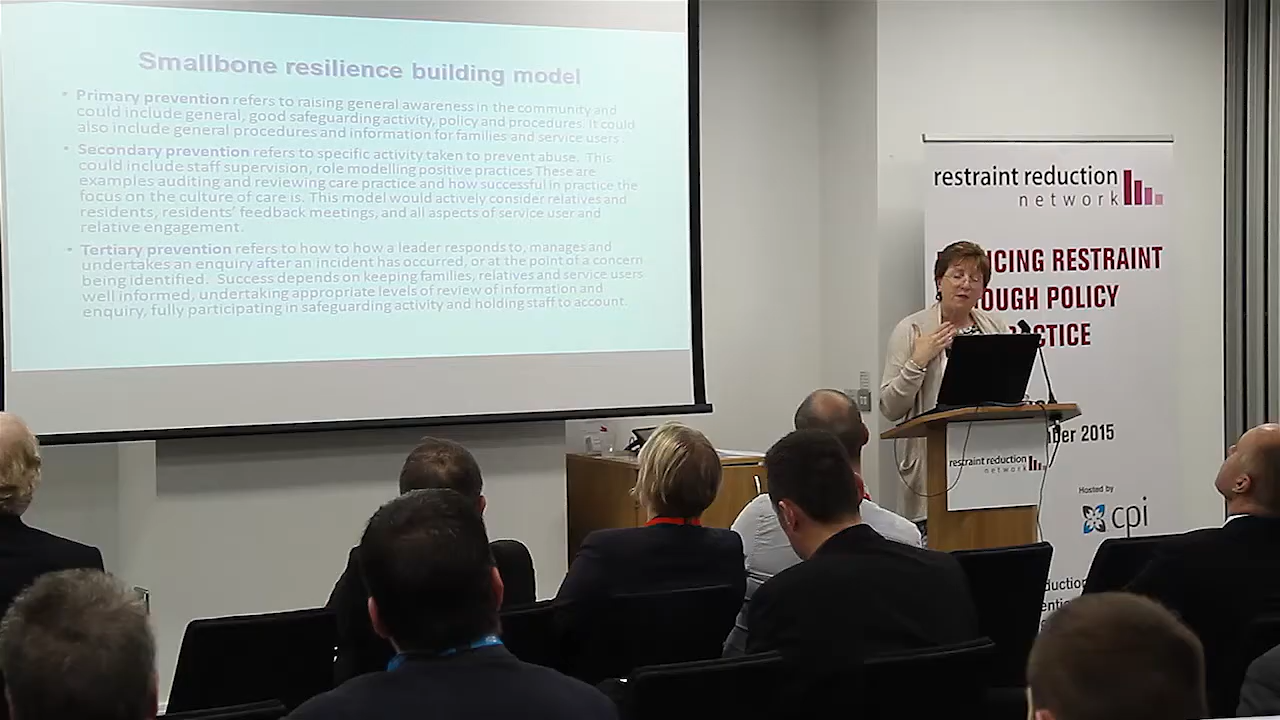 Smallbone resilience building model
Primary prevention refers to raising general awareness in the community and
could include general, good safeguarding activity, policy and procedures. It could
also include general procedures and information for families and service users.
Secondary prevention refers to specific activity taken to prevent abuse. This
could include staff supervision, role modelling positive practices These are
examples auditing and reviewing care practice and how successful in practice the
focus on the culture of care is. This model would actively consider relatives and
residents, residents' feedback meetings, and all aspects of service user and
relative engagement.
Tertiary prevention refers to how to how a leader responds to, manages and
undertakes an enquiry after an incident has occurred, or at the point of a concern
being identified. Success depends on keeping families, relatives and service users
well informed, undertaking appropriate levels of review of information and
enquiry, fully participating in safeguarding activity and holding staff to account.
restraint reduction
network
UCING RESTRAINT
OUGH POLICY
CTICE
ber 2015
restraint reduction
network
Hosted by
cpi
duction